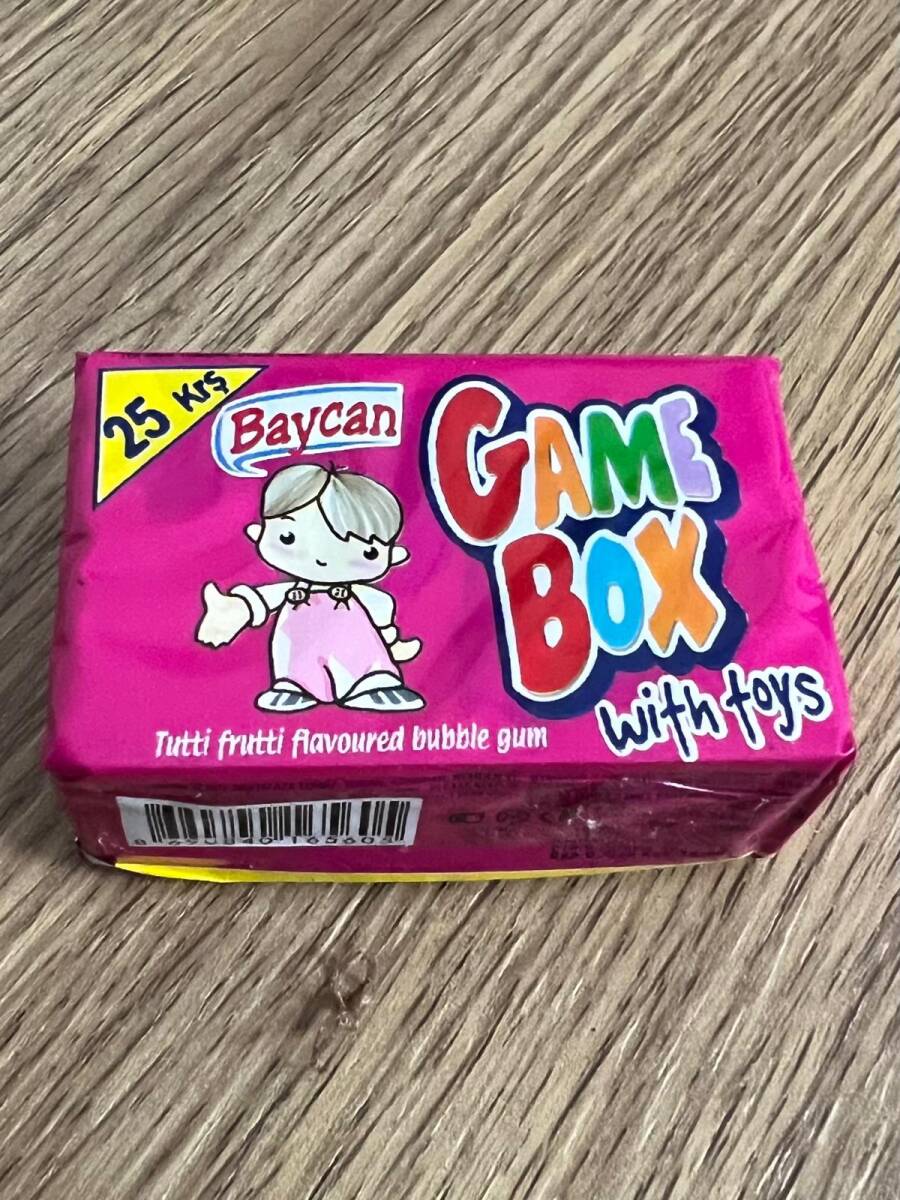 25 Krş
Baycan
GAME
BOX
with toys
Tutti frutti flavoured bubble gum